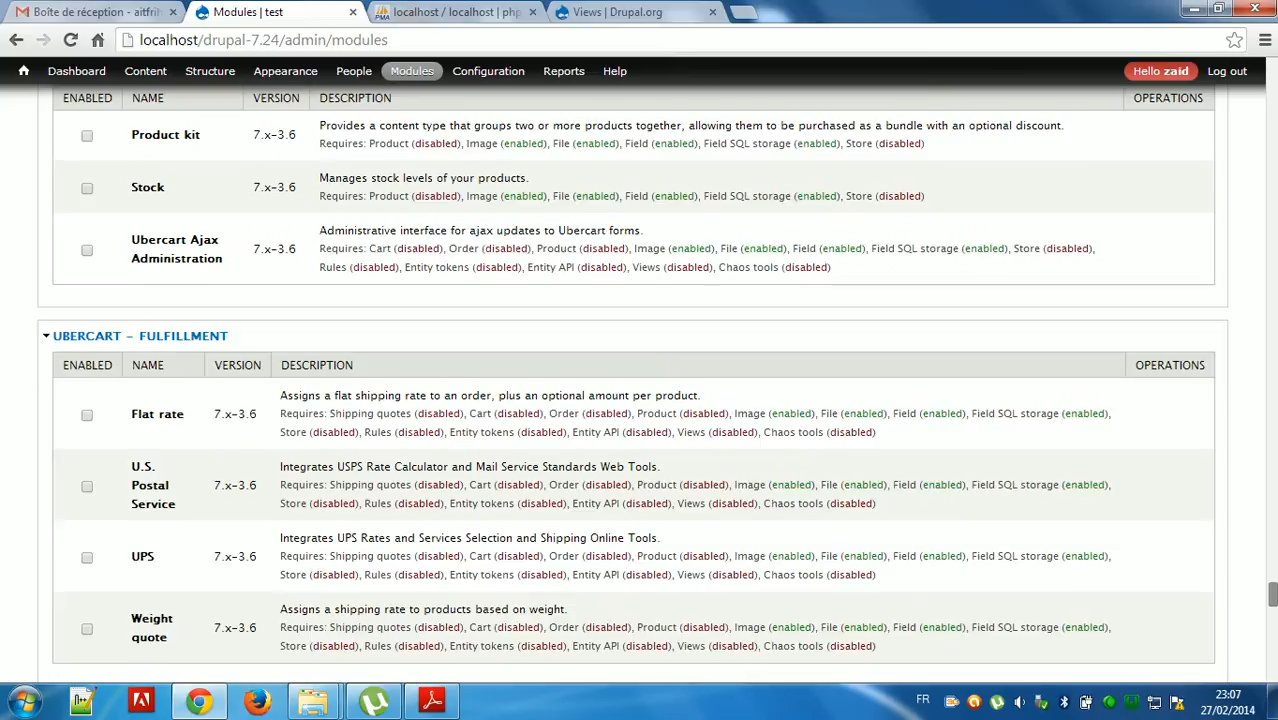 Boîte de réception - aitfri
Modules | test
localhost / localhost | php
Views | Drupal.org
localhost/drupal-7.24/admin/modules
Dashboard Content Structure Appearance People Modules Configuration Reports Help Hello zaid Log out
ENABLED NAME VERSION DESCRIPTION OPERATIONS
Product kit 7.x-3.6 Provides a content type that groups two or more products together, allowing them to be purchased as a bundle with an optional discount.
Requires: Product (disabled), Image (enabled), File (enabled), Field (enabled), Field SQL storage (enabled), Store (disabled)
Stock 7.x-3.6 Manages stock levels of your products.
Requires: Product (disabled), Image (enabled), File (enabled), Field (enabled), Field SQL storage (enabled), Store (disabled)
Ubercart Ajax
Administration
7.x-3.6
Administrative interface for ajax updates to Ubercart forms.
Requires: Cart (disabled), Order (disabled), Product (disabled), Image (enabled), File (enabled), Field (enabled), Field SQL storage (enabled), Store (disabled),
Rules (disabled), Entity tokens (disabled), Entity API (disabled), Views (disabled), Chaos tools (disabled)
UBERCART - FULFILLMENT
ENABLED NAME VERSION DESCRIPTION OPERATIONS
Flat rate 7.x-3.6
Assigns a flat shipping rate to an order, plus an optional amount per product.
Requires: Shipping quotes (disabled), Cart (disabled), Order (disabled), Product (disabled), Image (enabled), File (enabled), Field (enabled), Field SQL storage (enabled),
Store (disabled), Rules (disabled), Entity tokens (disabled), Entity API (disabled), Views (disabled), Chaos tools (disabled)
U.S.
Postal
Service
7.x-3.6
Integrates USPS Rate Calculator and Mail Service Standards Web Tools.
Requires: Shipping quotes (disabled), Cart (disabled), Order (disabled), Product (disabled), Image (enabled), File (enabled), Field (enabled), Field SQL storage (enabled),
Store (disabled), Rules (disabled), Entity tokens (disabled), Entity API (disabled), Views (disabled), Chaos tools (disabled)
UPS 7.x-3.6
Integrates UPS Rates and Services Selection and Shipping Online Tools.
Requires: Shipping quotes (disabled), Cart (disabled), Order (disabled), Product (disabled), Image (enabled), File (enabled), Field (enabled), Field SQL storage (enabled),
Store (disabled), Rules (disabled), Entity tokens (disabled), Entity API (disabled), Views (disabled), Chaos tools (disabled)
Weight
quote
7.x-3.6
Assigns a shipping rate to products based on weight.
Requires: Shipping quotes (disabled), Cart (disabled), Order (disabled), Product (disabled), Image (enabled), File (enabled), Field (enabled), Field SQL storage (enabled),
Store (disabled), Rules (disabled), Entity tokens (disabled), Entity API (disabled), Views (disabled), Chaos tools (disabled)
FR
23:07
27/02/2014